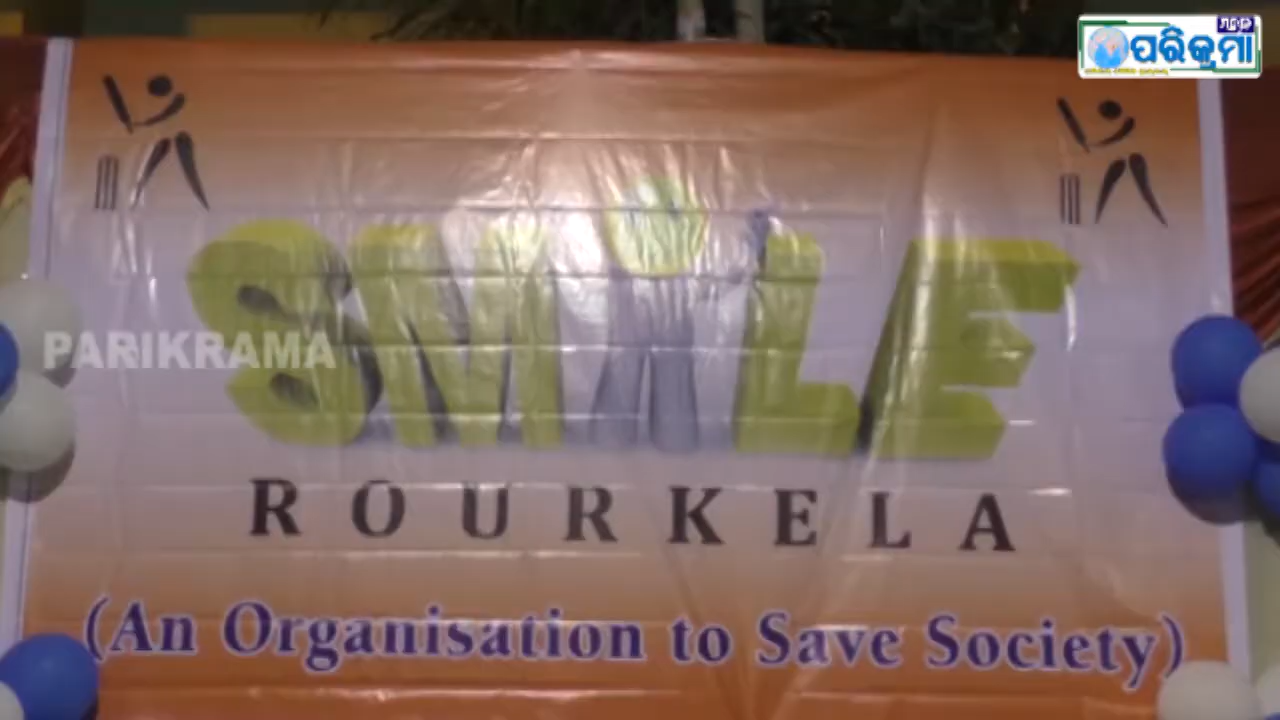 ପରିକ୍ରମା
SMiLE
PARIKRAMA
ROURKELA
(An Organisation to Save Society)